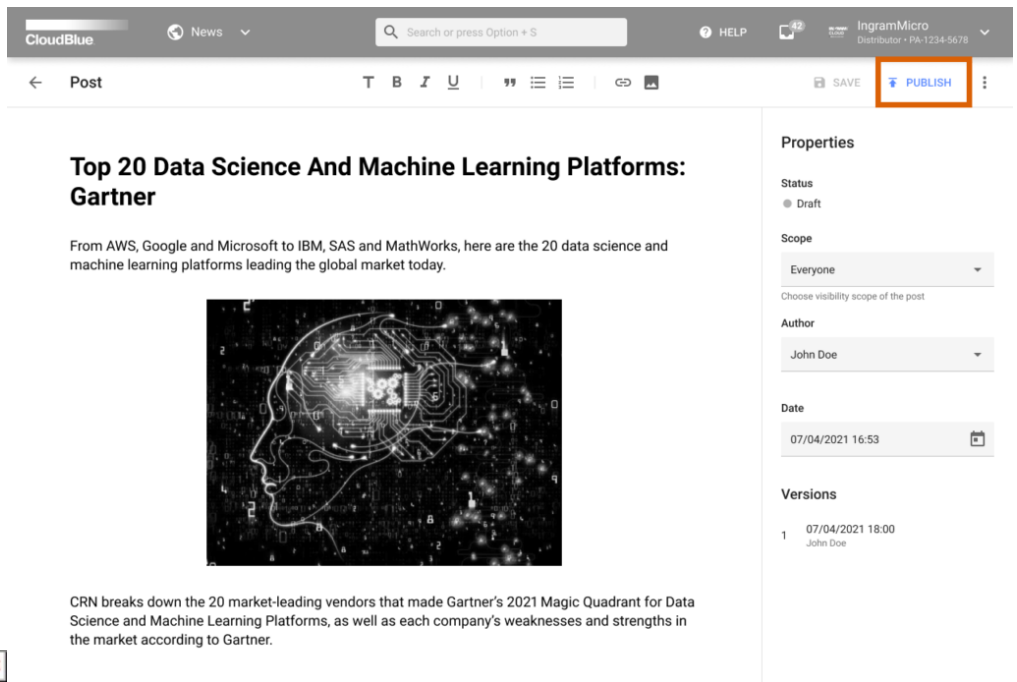 CloudBlue
News
Search or press Option + S
HELP
42
IngramMicro
Distributor • PA-1234-5678
Post
T B I U
SAVE
PUBLISH
Top 20 Data Science And Machine Learning Platforms:
Gartner
From AWS, Google and Microsoft to IBM, SAS and MathWorks, here are the 20 data science and
machine learning platforms leading the global market today.
CRN breaks down the 20 market-leading vendors that made Gartner's 2021 Magic Quadrant for Data
Science and Machine Learning Platforms, as well as each company's weaknesses and strengths in
the market according to Gartner.
Properties
Status
Draft
Scope
Everyone
Choose visibility scope of the post
Author
John Doe
Date
07/04/2021 16:53
Versions
1 07/04/2021 18:00
John Doe